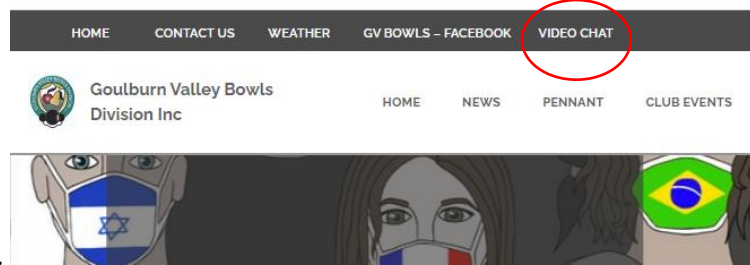 HOME CONTACT US WEATHER GV BOWLS – FACEBOOK VIDEO CHAT
Goulburn Valley Bowls
Division Inc
HOME NEWS PENNANT CLUB EVENTS